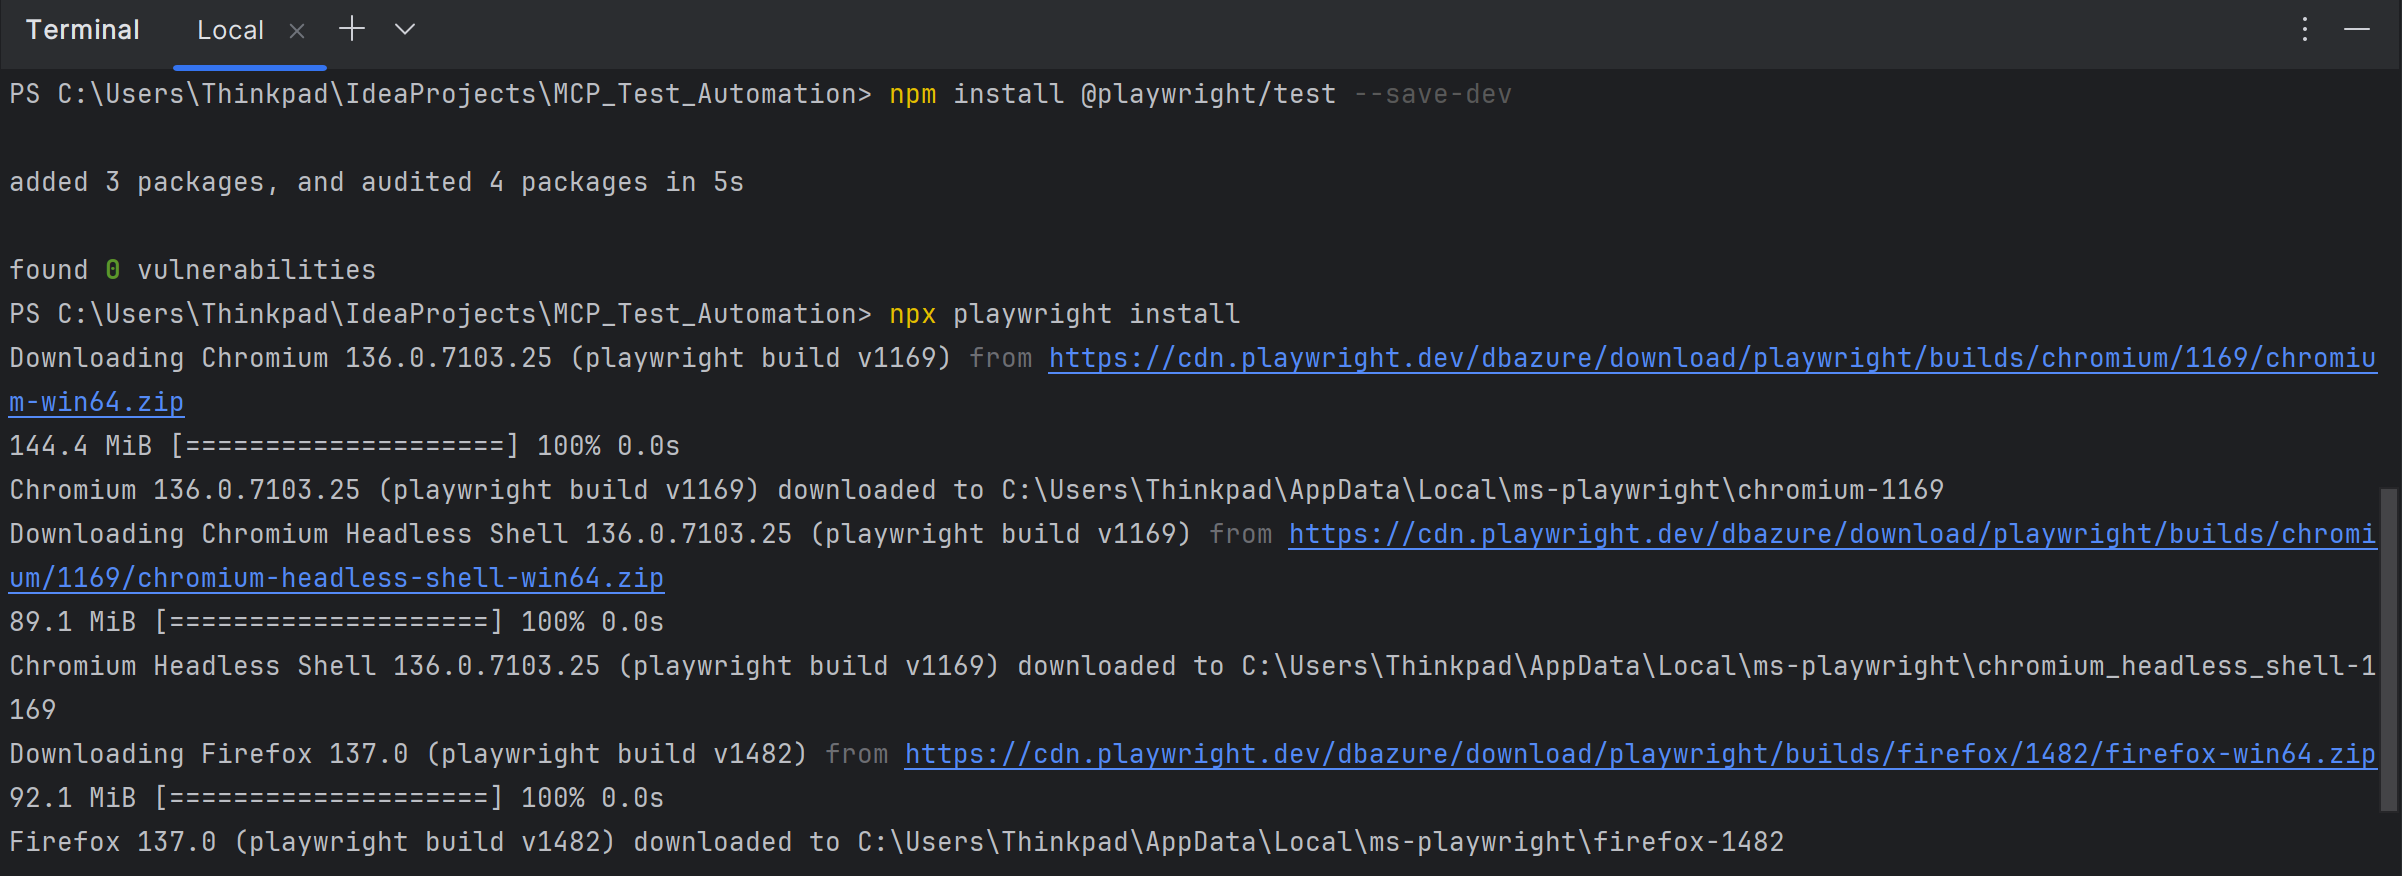 Terminal Local
PS C:\Users\Thinkpad\IdeaProjects\MCP_Test_Automation> npm install @playwright/test --save-dev
added 3 packages, and audited 4 packages in 5s
found 0 vulnerabilities
PS C:\Users\Thinkpad\IdeaProjects\MCP_Test_Automation> npx playwright install
Downloading Chromium 136.0.7103.25 (playwright build v1169) from https://cdn.playwright.dev/dbazure/download/playwright/builds/chromium/1169/chromiu
m-win64.zip
144.4 MiB [====================] 100% 0.0s
Chromium 136.0.7103.25 (playwright build v1169) downloaded to C:\Users\Thinkpad\AppData\Local\ms-playwright\chromium-1169
Downloading Chromium Headless Shell 136.0.7103.25 (playwright build v1169) from https://cdn.playwright.dev/dbazure/download/playwright/builds/chromi
um/1169/chromium-headless-shell-win64.zip
89.1 MiB [====================] 100% 0.0s
Chromium Headless Shell 136.0.7103.25 (playwright build v1169) downloaded to C:\Users\Thinkpad\AppData\Local\ms-playwright\chromium_headless_shell-1
169
Downloading Firefox 137.0 (playwright build v1482) from https://cdn.playwright.dev/dbazure/download/playwright/builds/firefox/1482/firefox-win64.zip
92.1 MiB [====================] 100% 0.0s
Firefox 137.0 (playwright build v1482) downloaded to C:\Users\Thinkpad\AppData\Local\ms-playwright\firefox-1482